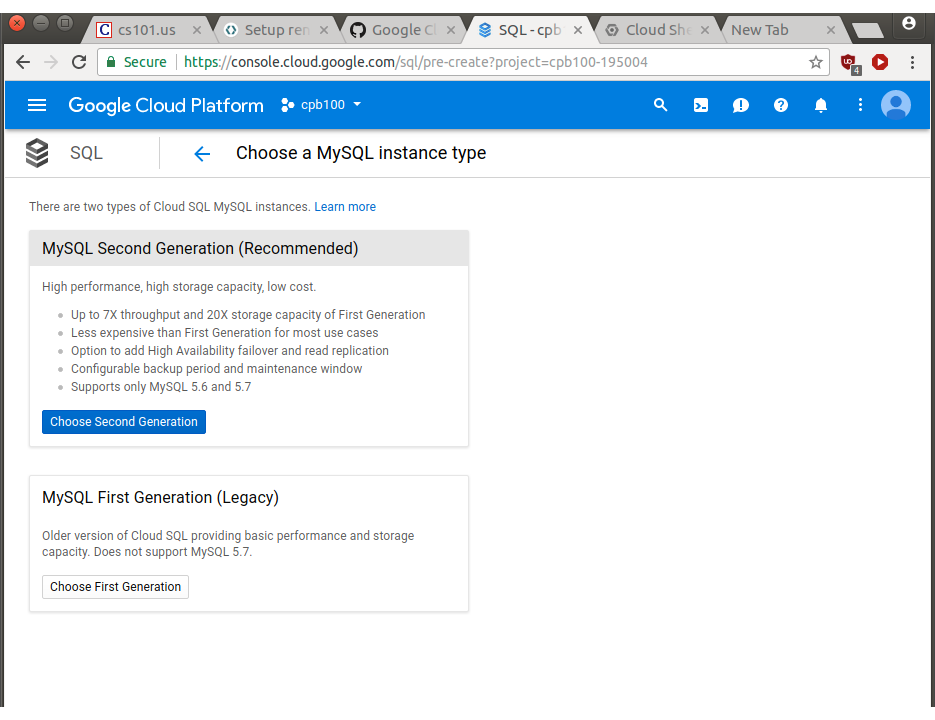 cs101.us
Setup ren
Google Cl
SQL - cpb
Cloud She
New Tab
Secure
https://console.cloud.google.com/sql/pre-create?project=cpb100-195004
4
Google Cloud Platform
cpb100
SQL
Choose a MySQL instance type
There are two types of Cloud SQL MySQL instances. Learn more
MySQL Second Generation (Recommended)
High performance, high storage capacity, low cost.
Up to 7X throughput and 20X storage capacity of First Generation
Less expensive than First Generation for most use cases
Option to add High Availability failover and read replication
Configurable backup period and maintenance window
Supports only MySQL 5.6 and 5.7
Choose Second Generation
MySQL First Generation (Legacy)
Older version of Cloud SQL providing basic performance and storage
capacity. Does not support MySQL 5.7.
Choose First Generation